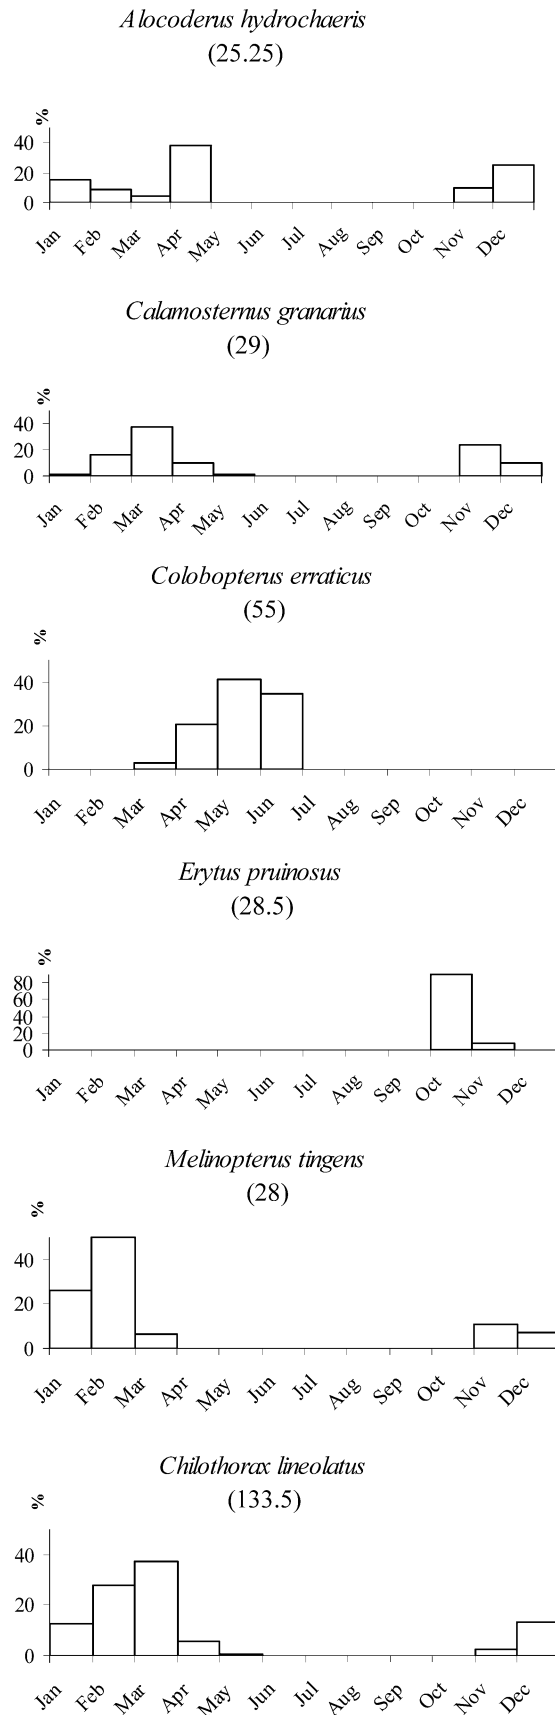 Alocoderus hydrochaeris
(25.25)
%
40
20
0
Jan Feb Mar Apr May Jun Jul Aug Sep Oct Nov Dec
Calamosternus granarius
(29)
%
40
20
0
Jan Feb Mar Apr May Jun Jul Aug Sep Oct Nov Dec
Colobopterus erraticus
(55)
%
40
20
0
Jan Feb Mar Apr May Jun Jul Aug Sep Oct Nov Dec
Erytus pruinosus
(28.5)
%
80
60
40
20
0
Jan Feb Mar Apr May Jun Jul Aug Sep Oct Nov Dec
Melinopterus tingens
(28)
%
40
20
0
Jan Feb Mar Apr May Jun Jul Aug Sep Oct Nov Dec
Chilothorax lineolatus
(133.5)
%
40
20
0
Jan Feb Mar Apr May Jun Jul Aug Sep Oct Nov Dec